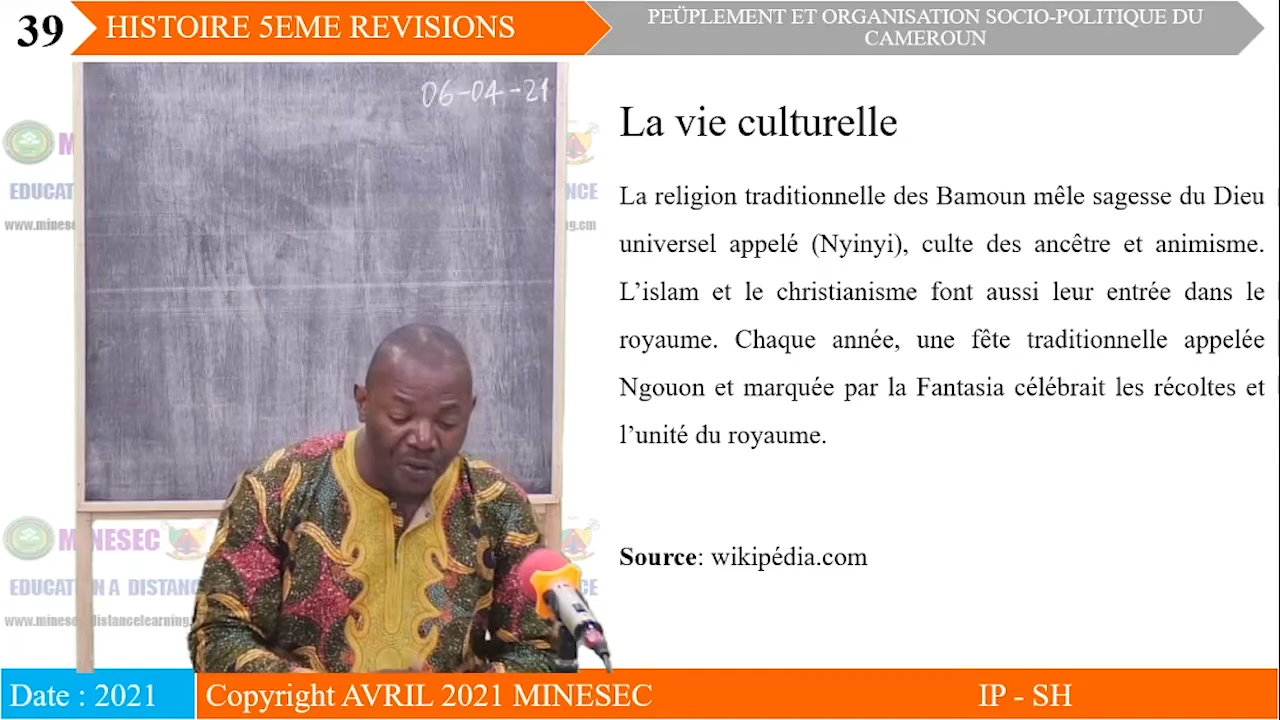 39
HISTOIRE 5EME REVISIONS
PEÜPLEMENT ET ORGANISATION SOCIO-POLITIQUE DU
CAMEROUN
06-04-21
La vie culturelle
La religion traditionnelle des Bamoun mêle sagesse du Dieu
universel appelé (Nyinyi), culte des ancêtre et animisme.
L’islam et le christianisme font aussi leur entrée dans le
royaume. Chaque année, une fête traditionnelle appelée
Ngouon et marquée par la Fantasia célébrait les récoltes et
l’unité du royaume.
Source: wikipédia.com
MINESEC
Date : 2021
Copyright AVRIL 2021 MINESEC
IP - SH